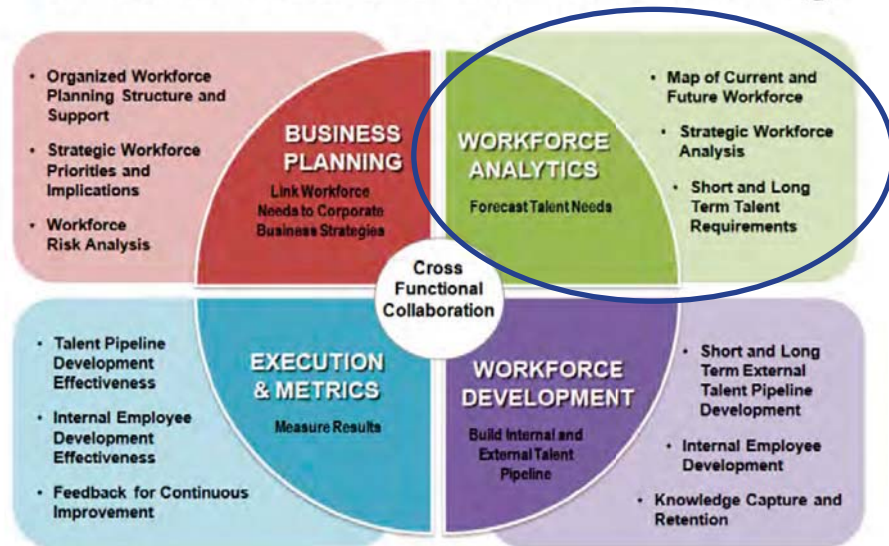 • Organized Workforce
Planning Structure and
Support
• Strategic Workforce
Priorities and
Implications
• Workforce
Risk Analysis
BUSINESS
PLANNING
Link Workforce
Needs to Corporate
Business Strategies
WORKFORCE
ANALYTICS
Forecast Talent Needs
• Map of Current and
Future Workforce
• Strategic Workforce
Analysis
• Short and Long
Term Talent
Requirements
Cross
Functional
Collaboration
• Talent Pipeline
Development
Effectiveness
• Internal Employee
Development
Effectiveness
• Feedback for Continuous
Improvement
EXECUTION
& METRICS
Measure Results
WORKFORCE
DEVELOPMENT
Build Internal and
External Talent
Pipeline
• Short and Long
Term External
Talent Pipeline
Development
• Internal Employee
Development
• Knowledge Capture and
Retention